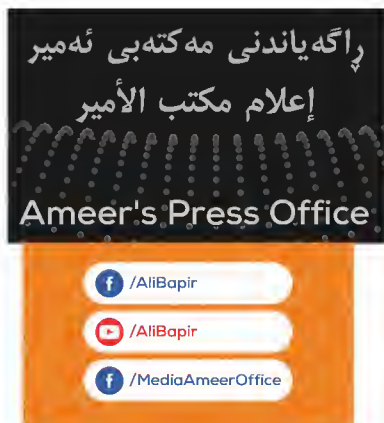 ڕاگەیاندنی مەکتەبی ئەمیر
إعلام مكتب الأمير
Ameer's Press Office
/AliBapir
/AliBapir
/MediaAmeerOffice